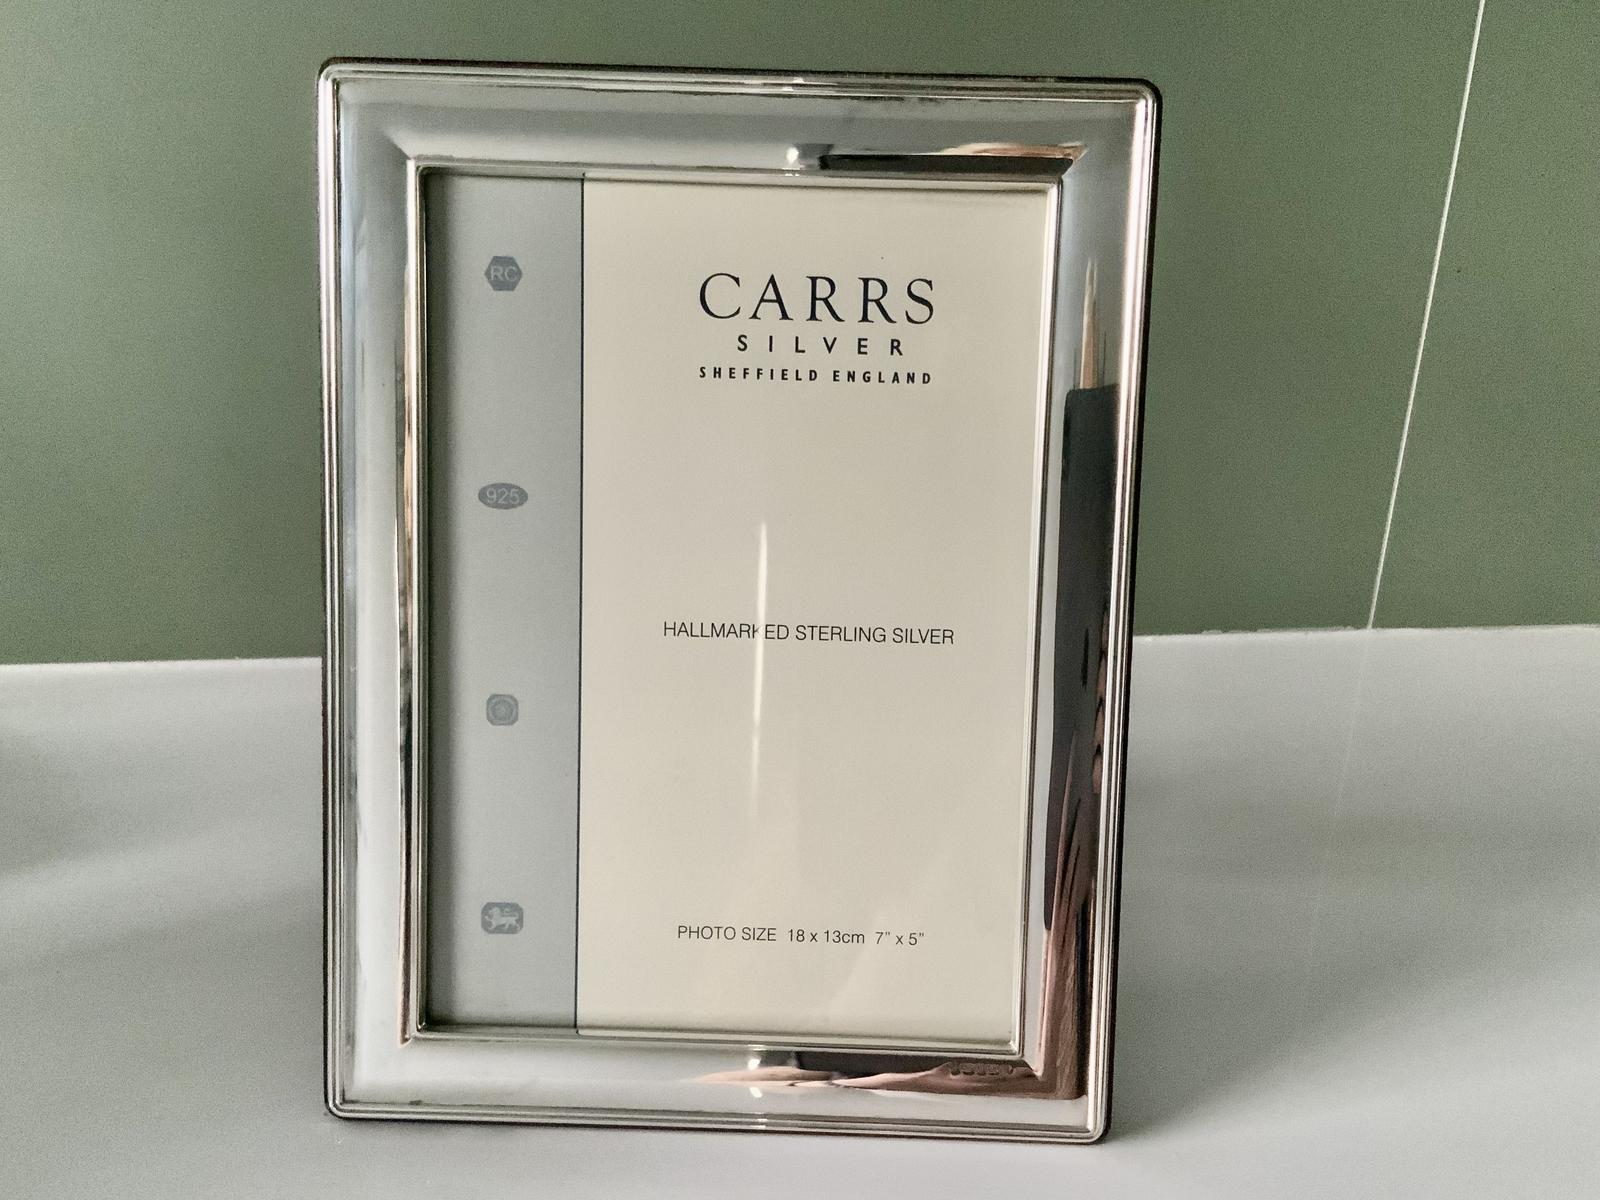 RC
CARRS
SILVER
SHEFFIELD ENGLAND
925
HALLMARKED STERLING SILVER
PHOTO SIZE 18 x 13cm 7" x 5"